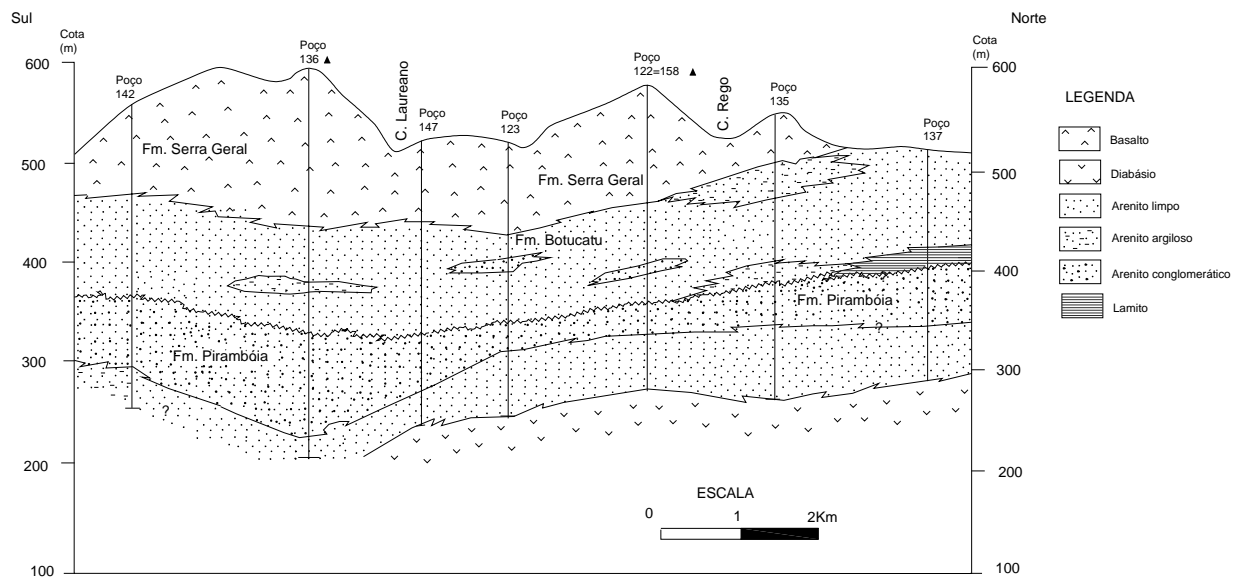 Sul
Norte
Cota
(m)
Cota
(m)
600
500
400
300
200
100
600
500
400
300
200
100
Poço
142
Poço
136
C. Laureano
Poço
147
Poço
123
Poço
122=158
C. Rego
Poço
135
Poço
137
Fm. Serra Geral
Fm. Serra Geral
Fm. Botucatu
Fm. Pirambóia
Fm. Pirambóia
?
?
LEGENDA
Basalto
Diabásio
Arenito limpo
Arenito argiloso
Arenito conglomerático
Lamito
ESCALA
0 1 2Km